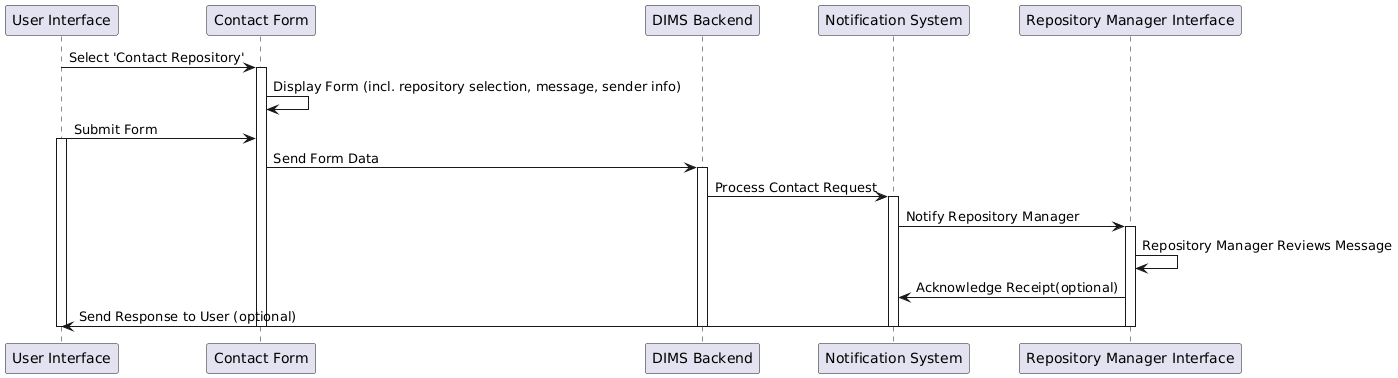 User Interface
Contact Form
DIMS Backend
Notification System
Repository Manager Interface
Select 'Contact Repository'
Display Form (incl. repository selection, message, sender info)
Submit Form
Send Form Data
Process Contact Request
Notify Repository Manager
Repository Manager Reviews Message
Acknowledge Receipt(optional)
Send Response to User (optional)
User Interface
Contact Form
DIMS Backend
Notification System
Repository Manager Interface